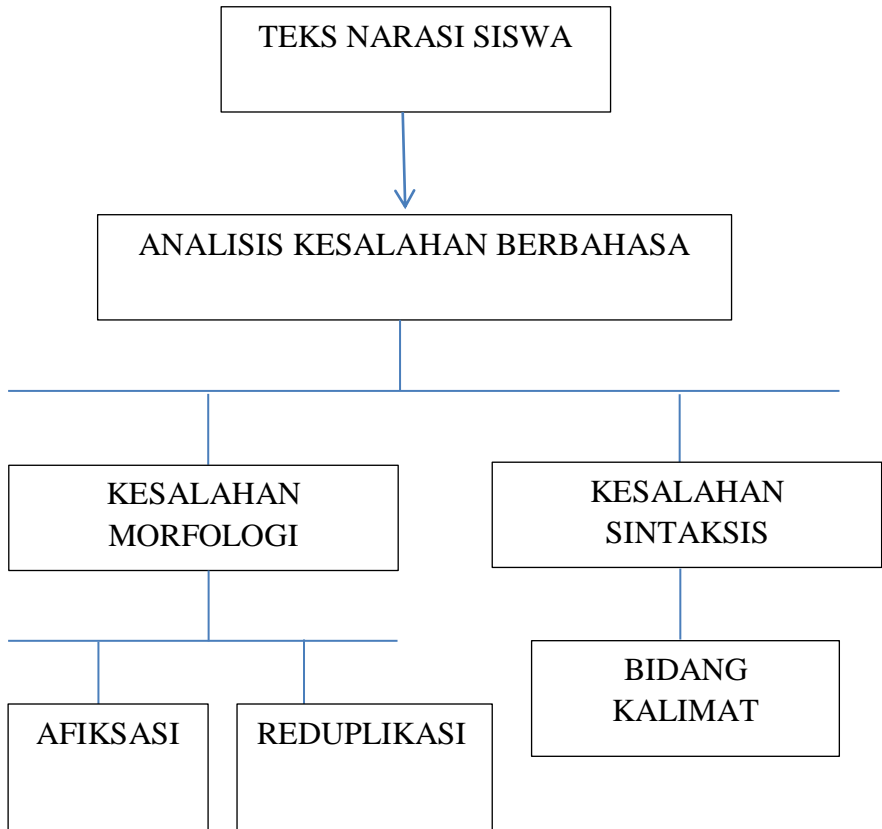 TEKS NARASI SISWA
ANALISIS KESALAHAN BERBAHASA
KESALAHAN
MORFOLOGI
KESALAHAN
SINTAKSIS
AFIKSASI
REDUPLIKASI
BIDANG
KALIMAT